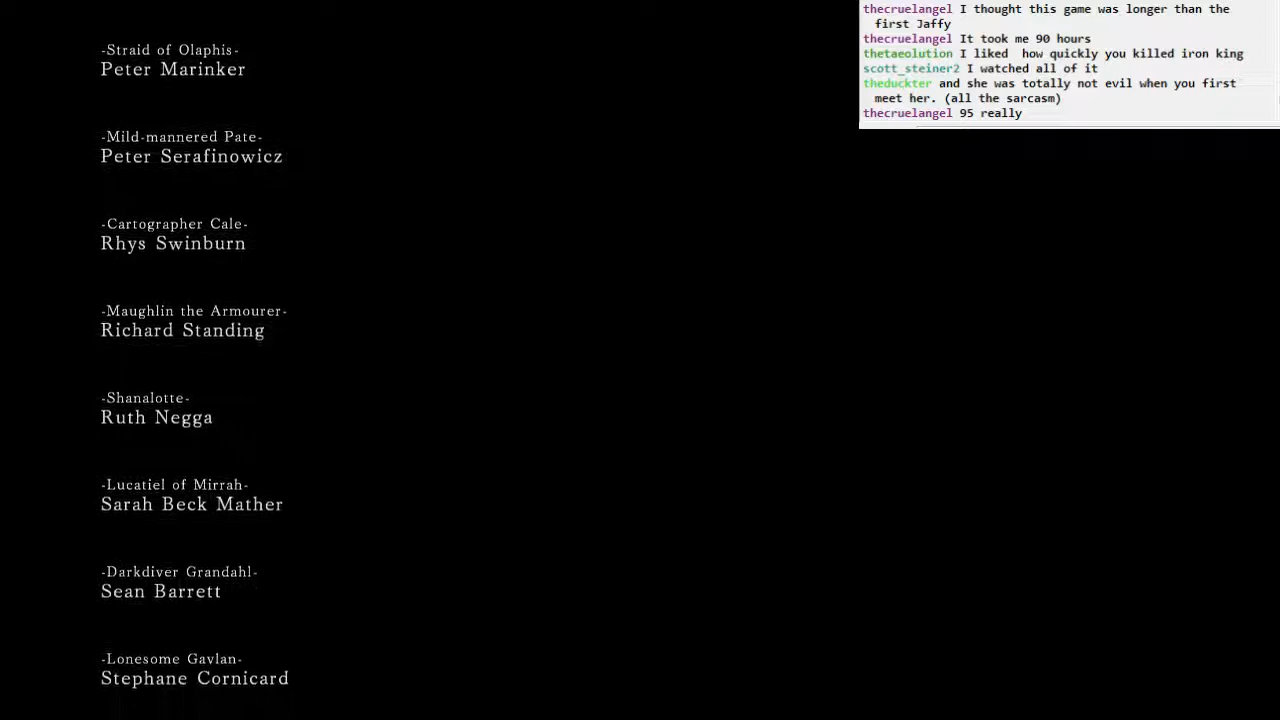 -Straid of Olaphis-
Peter Marinker
-Mild-mannered Pate-
Peter Serafinowicz
-Cartographer Cale-
Rhys Swinburn
-Maughlin the Armourer-
Richard Standing
-Shanalotte-
Ruth Negga
-Lucatiel of Mirrah-
Sarah Beck Mather
-Darkdiver Grandahl-
Sean Barrett
-Lonesome Gavlan-
Stephane Cornicard
thecruelangel I thought this game was longer than the
first Jaffy
thecruelangel It took me 90 hours
thetaeolution I liked how quickly you killed iron king
scott_steiner2 I watched all of it
theduckter and she was totally not evil when you first
meet her. (all the sarcasm)
thecruelangel 95 really